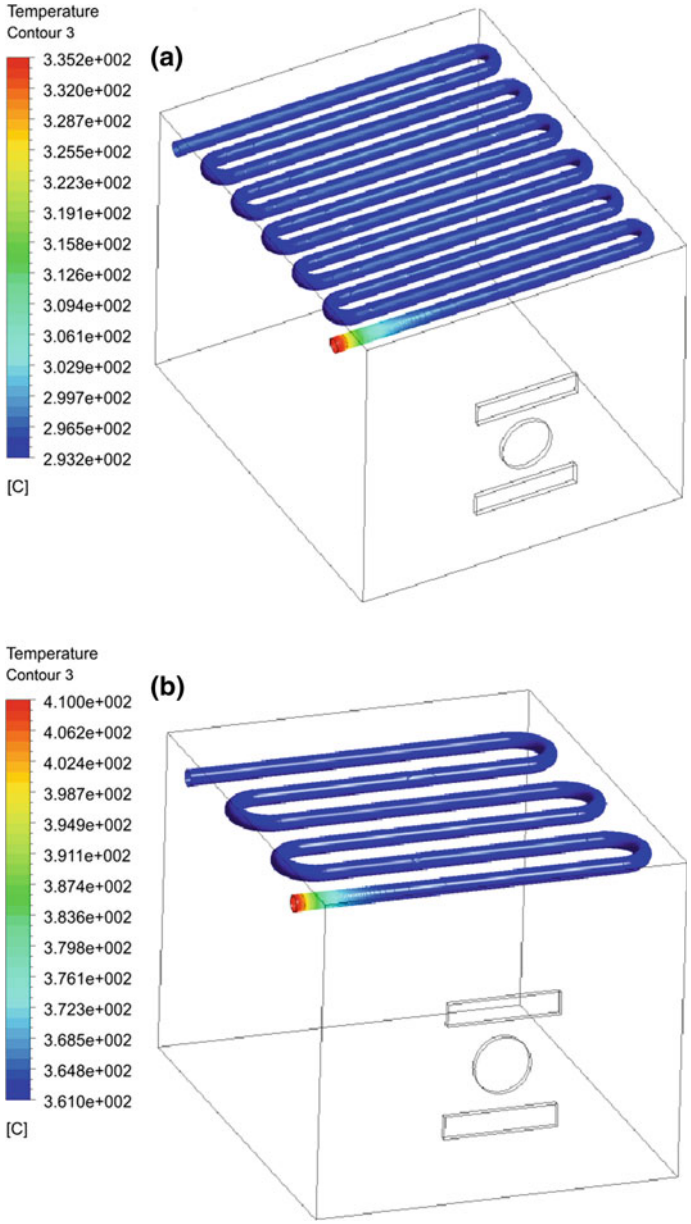 Temperature
Contour 3
(a)
3.352e+002
3.320e+002
3.287e+002
3.255e+002
3.223e+002
3.191e+002
3.158e+002
3.126e+002
3.094e+002
3.061e+002
3.029e+002
2.997e+002
2.965e+002
2.932e+002
[C]
Temperature
Contour 3
(b)
4.100e+002
4.062e+002
4.024e+002
3.987e+002
3.949e+002
3.911e+002
3.874e+002
3.836e+002
3.798e+002
3.761e+002
3.723e+002
3.685e+002
3.648e+002
3.610e+002
[C]